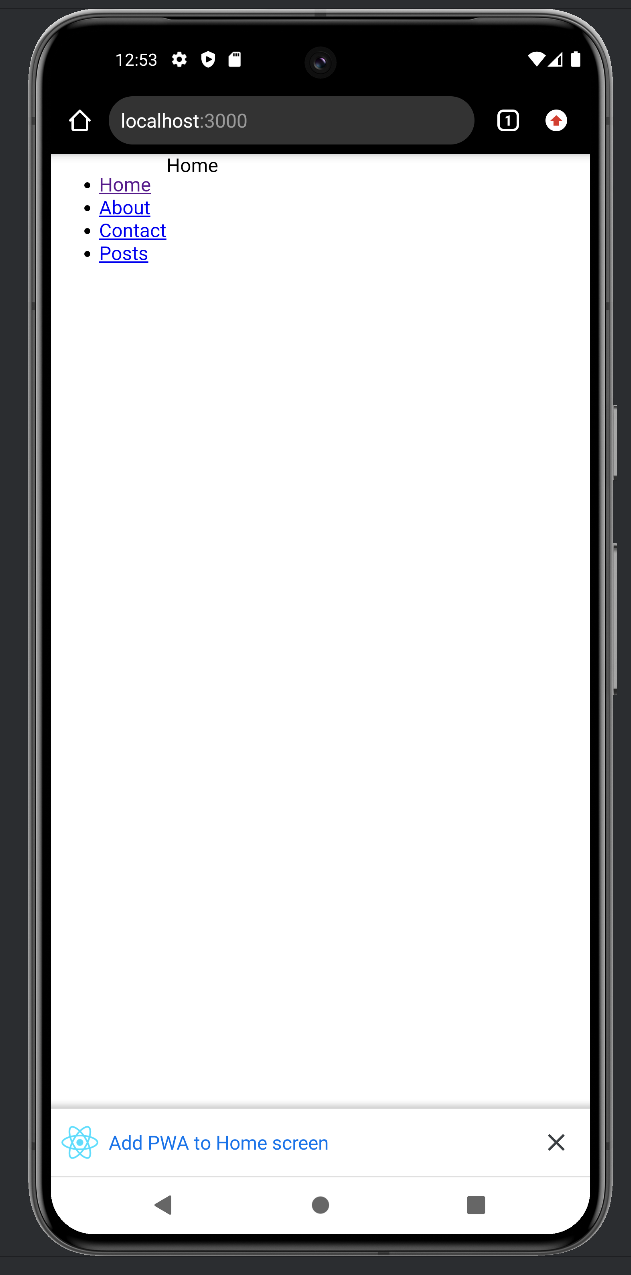 12:53
localhost:3000
1
Home
Home
About
Contact
Posts
Add PWA to Home screen